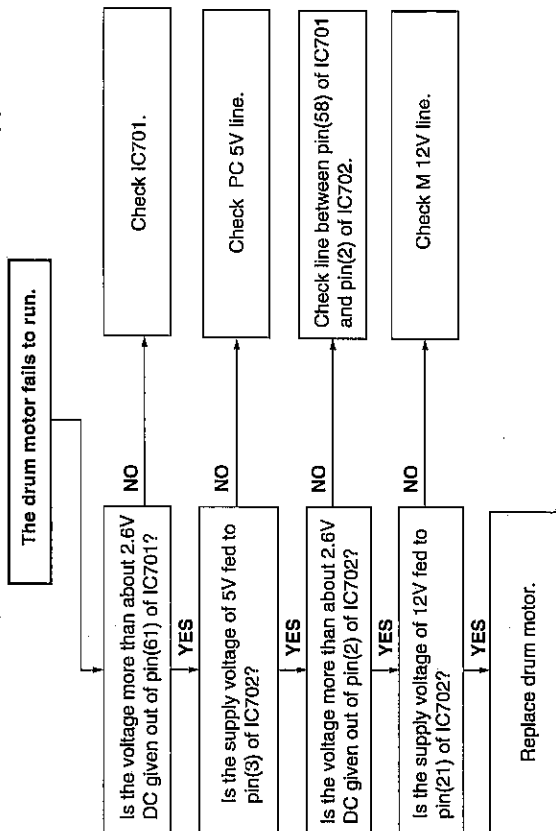 The drum motor fails to run.
Is the voltage more than about 2.6V
DC given out of pin(61) of IC701?
NO
Check IC701.
YES
Is the supply voltage of 5V fed to
pin(3) of IC702?
NO
Check PC 5V line.
YES
Is the voltage more than about 2.6V
DC given out of pin(2) of IC702?
NO
Check line between pin(58) of IC701
and pin(2) of IC702.
YES
Is the supply voltage of 12V fed to
pin(21) of IC702?
NO
Check M 12V line.
YES
Replace drum motor.